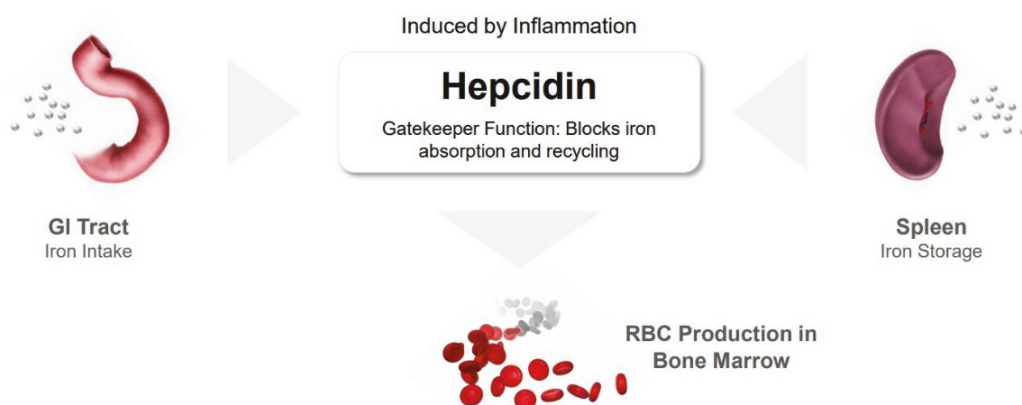 Induced by Inflammation
Hepcidin
Gatekeeper Function: Blocks iron
absorption and recycling
GI Tract
Iron Intake
Spleen
Iron Storage
RBC Production in
Bone Marrow